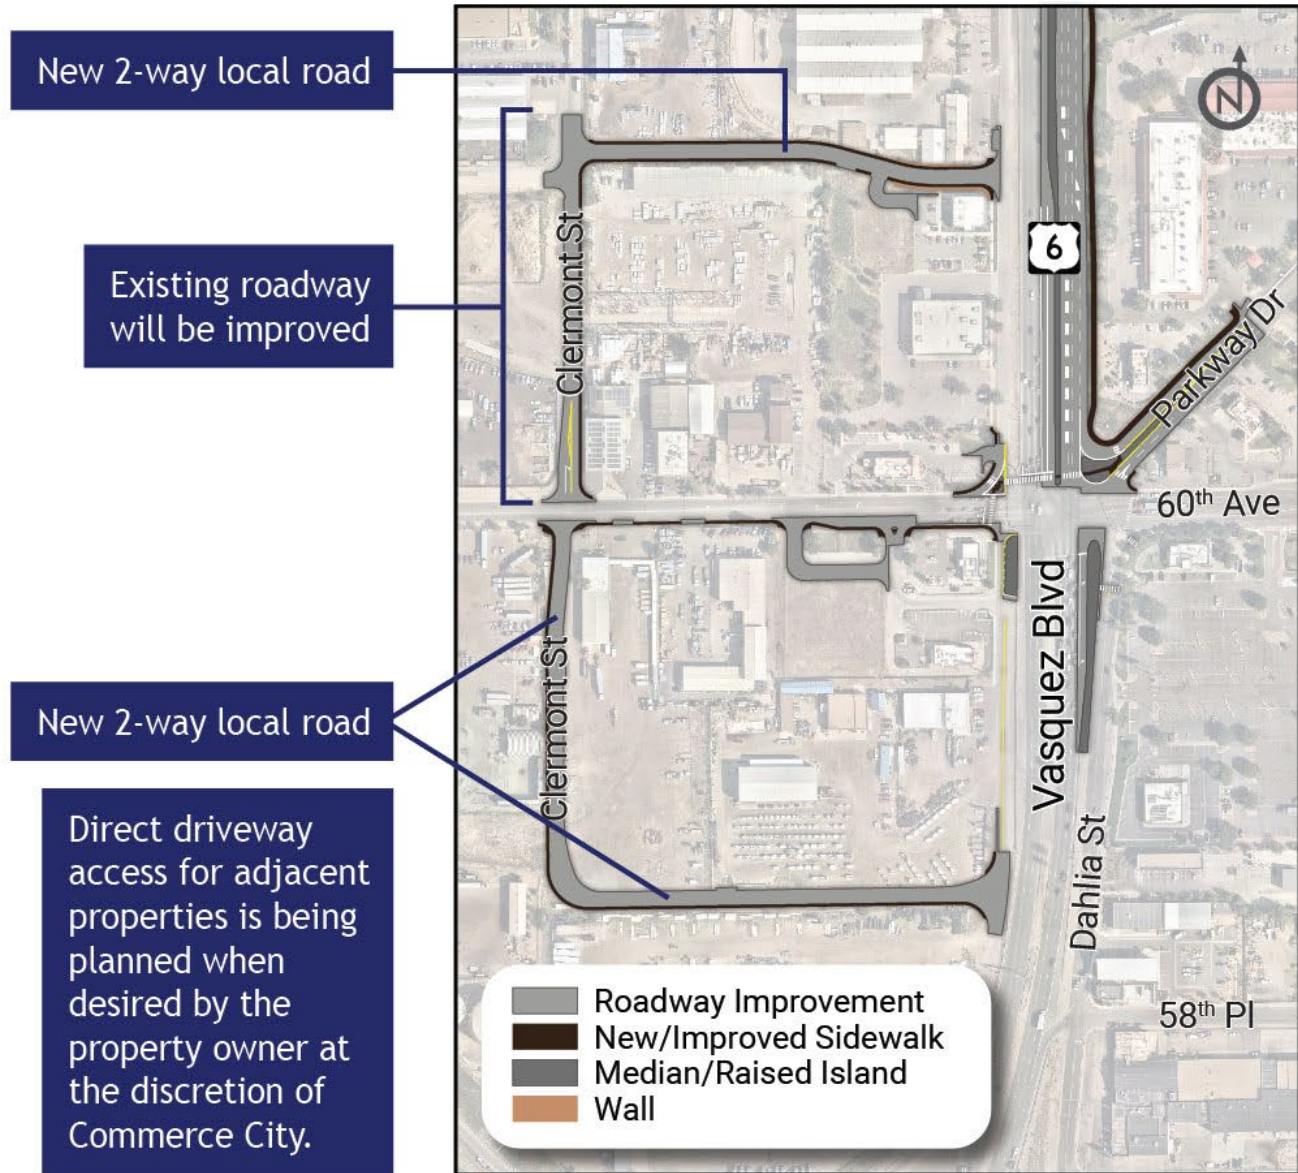 New 2-way local road
Existing roadway
will be improved
New 2-way local road
Direct driveway
access for adjacent
properties is being
planned when
desired by the
property owner at
the discretion of
Commerce City.
N
6
Clermont St
Parkway Dr
60th Ave
Vasquez Blvd
Clermont St
Dahlia St
58th Pl
Roadway Improvement
New/Improved Sidewalk
Median/Raised Island
Wall